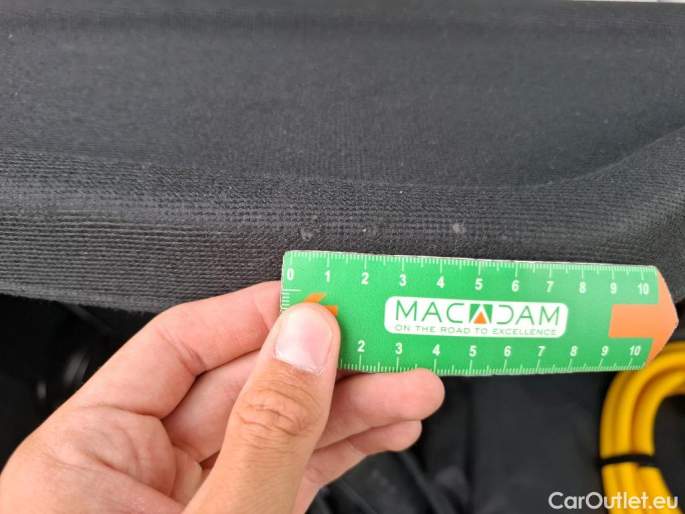 0 1 2 3 4 5 6 7 8 9 10
MACADAM
ON THE ROAD TO EXCELLENCE
2 3 4 5 6 7 8 9 10
CarOutlet.eu